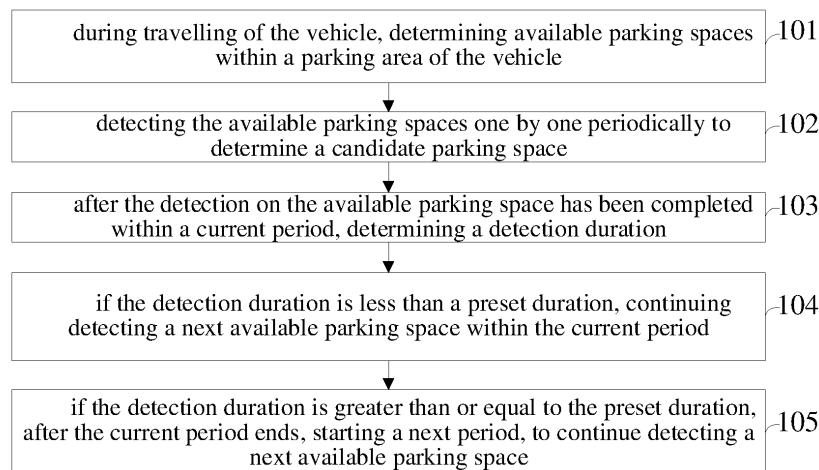 during travelling of the vehicle, determining available parking spaces
within a parking area of the vehicle
101
detecting the available parking spaces one by one periodically to
determine a candidate parking space
102
after the detection on the available parking space has been completed
within a current period, determining a detection duration
103
if the detection duration is less than a preset duration, continuing
detecting a next available parking space within the current period
104
if the detection duration is greater than or equal to the preset duration,
after the current period ends, starting a next period, to continue detecting a
next available parking space
105